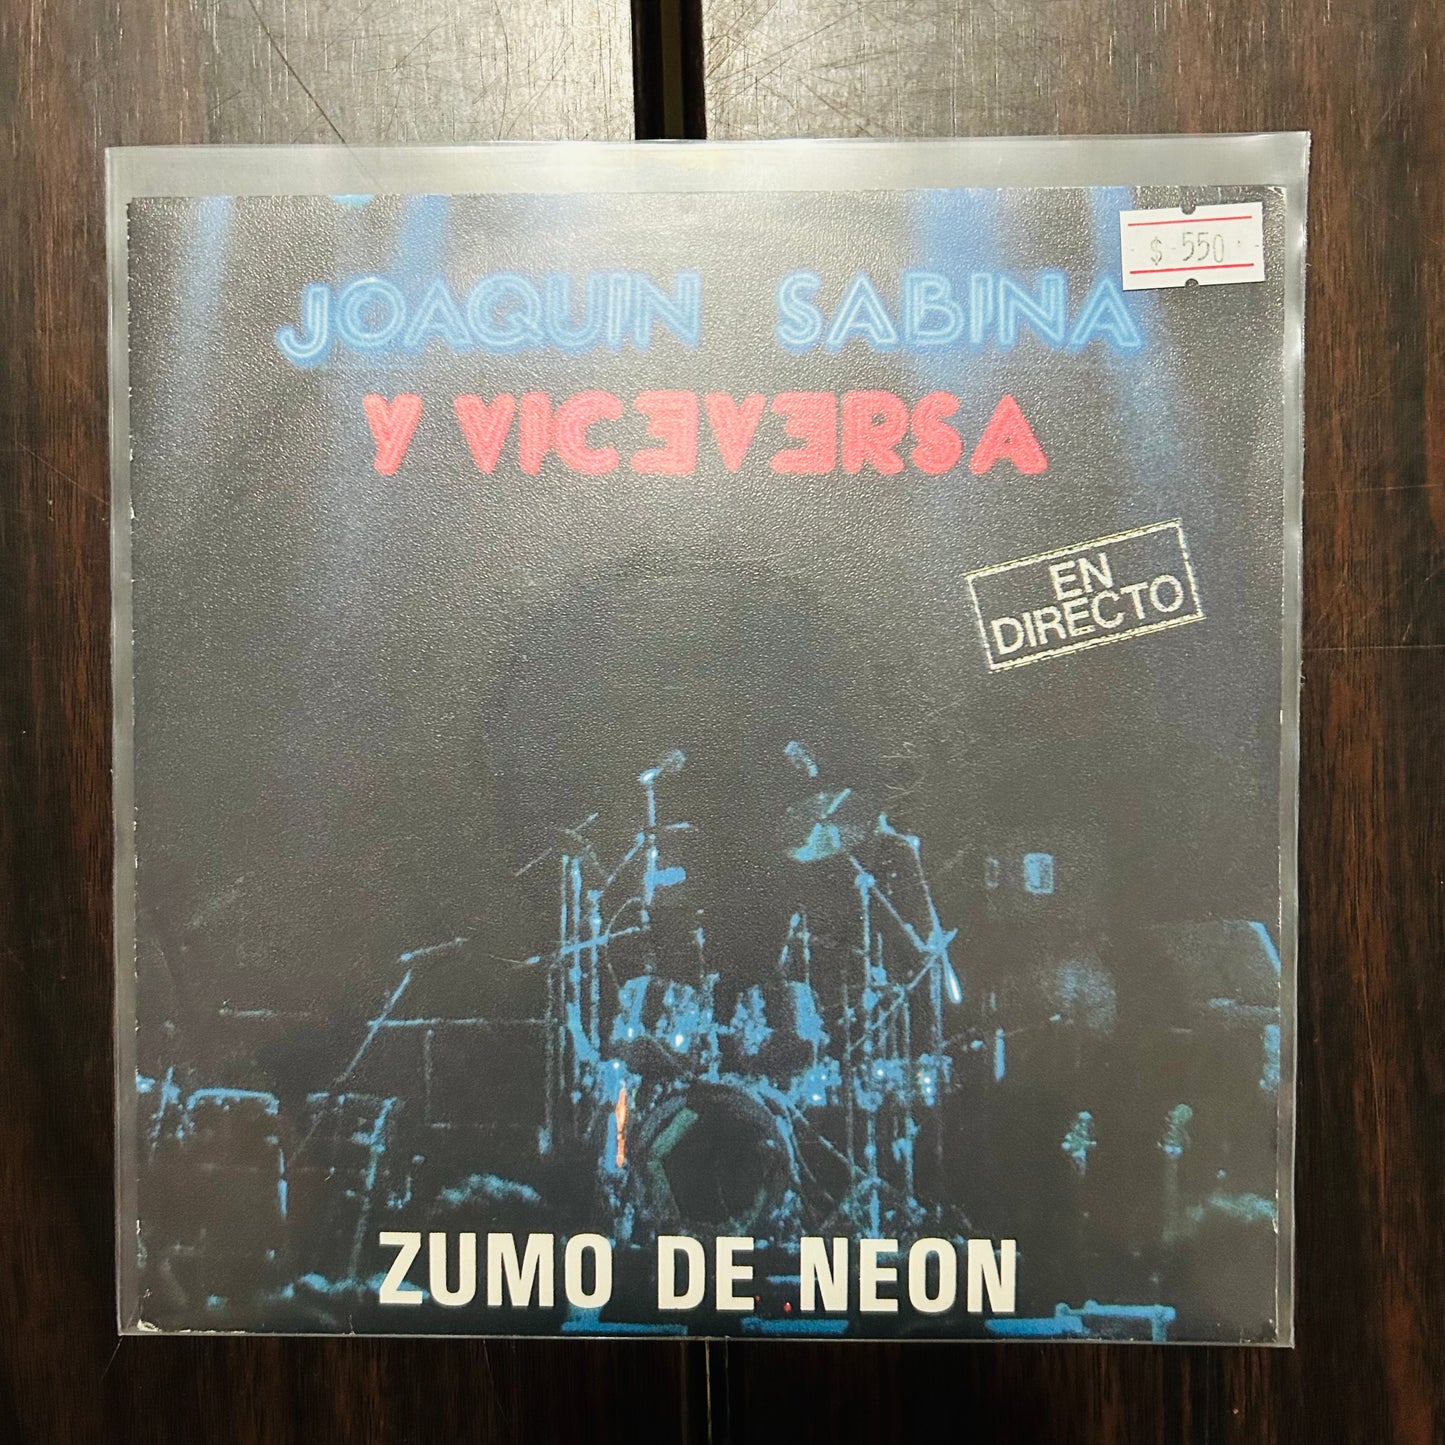 $ 550
JOAQUIN SABINA
Y VICEVERSA
EN
DIRECTO
ZUMO DE NEON